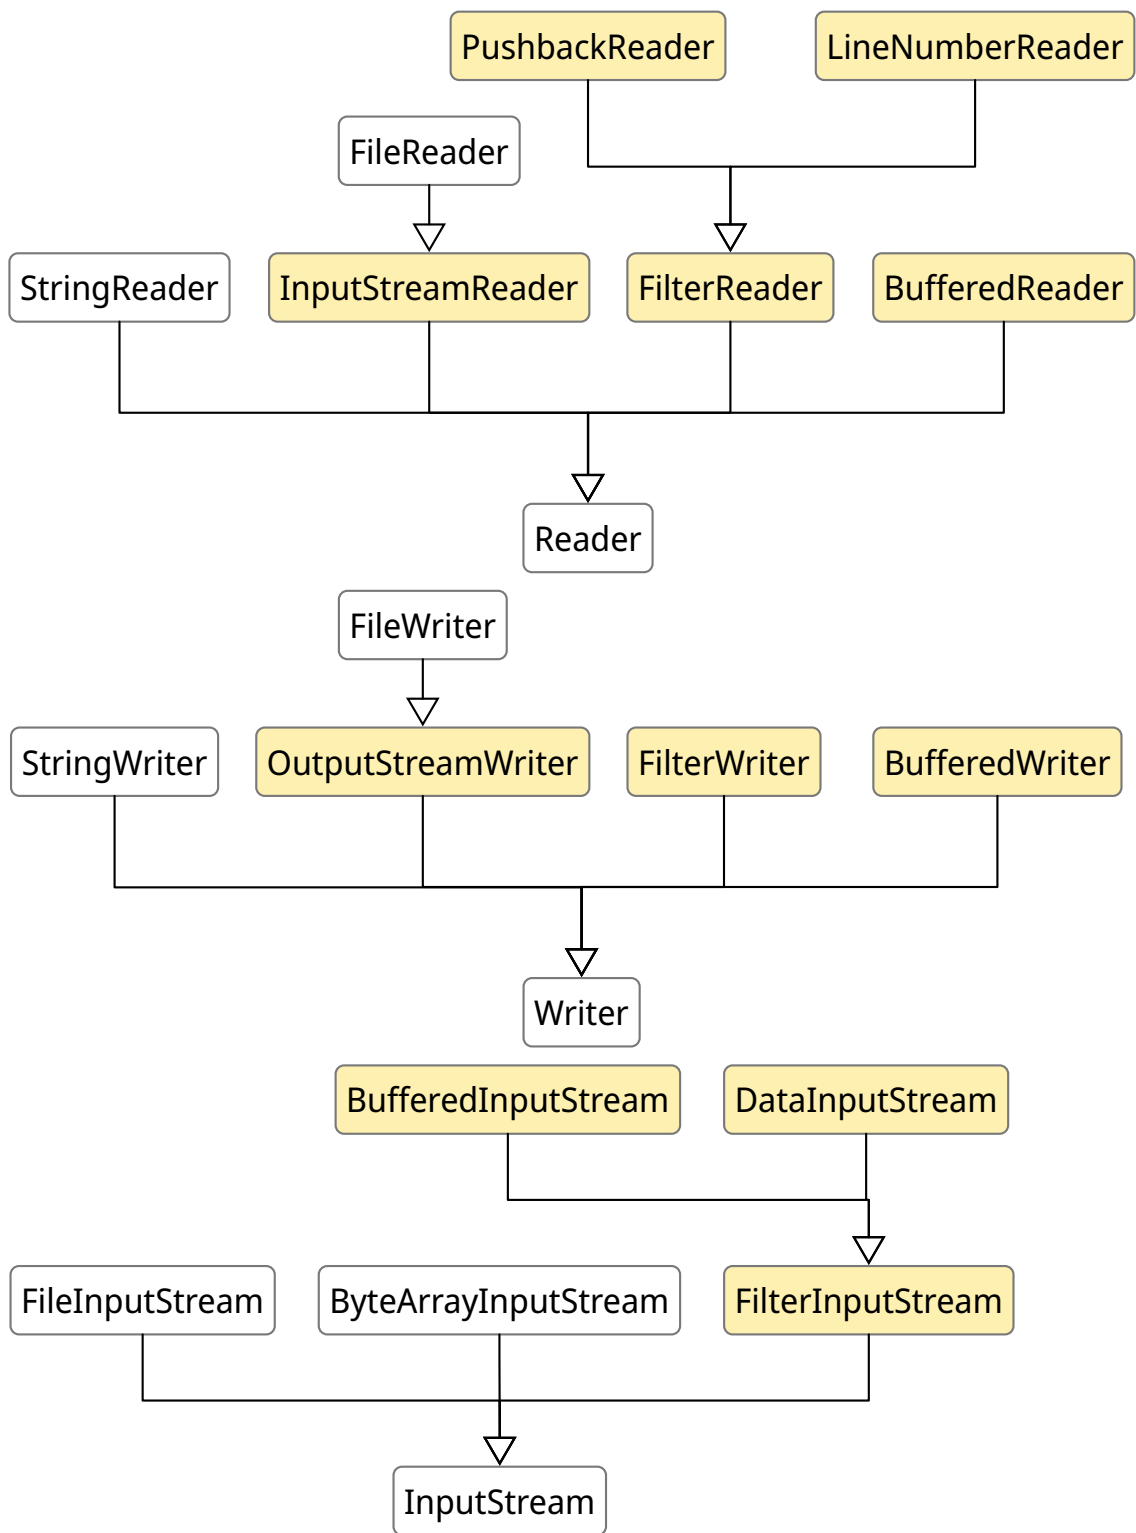 PushbackReader
LineNumberReader
FileReader
StringReader
InputStreamReader
FilterReader
BufferedReader
Reader
FileWriter
StringWriter
OutputStreamWriter
FilterWriter
BufferedWriter
Writer
BufferedInputStream
DataInputStream
FileInputStream
ByteArrayInputStream
FilterInputStream
InputStream